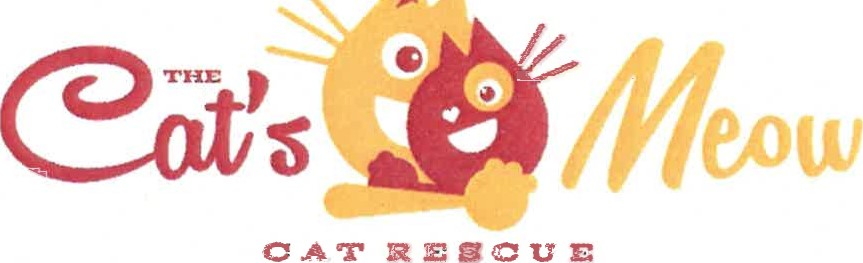 THE
Cat's Meow
CAT RESCUE